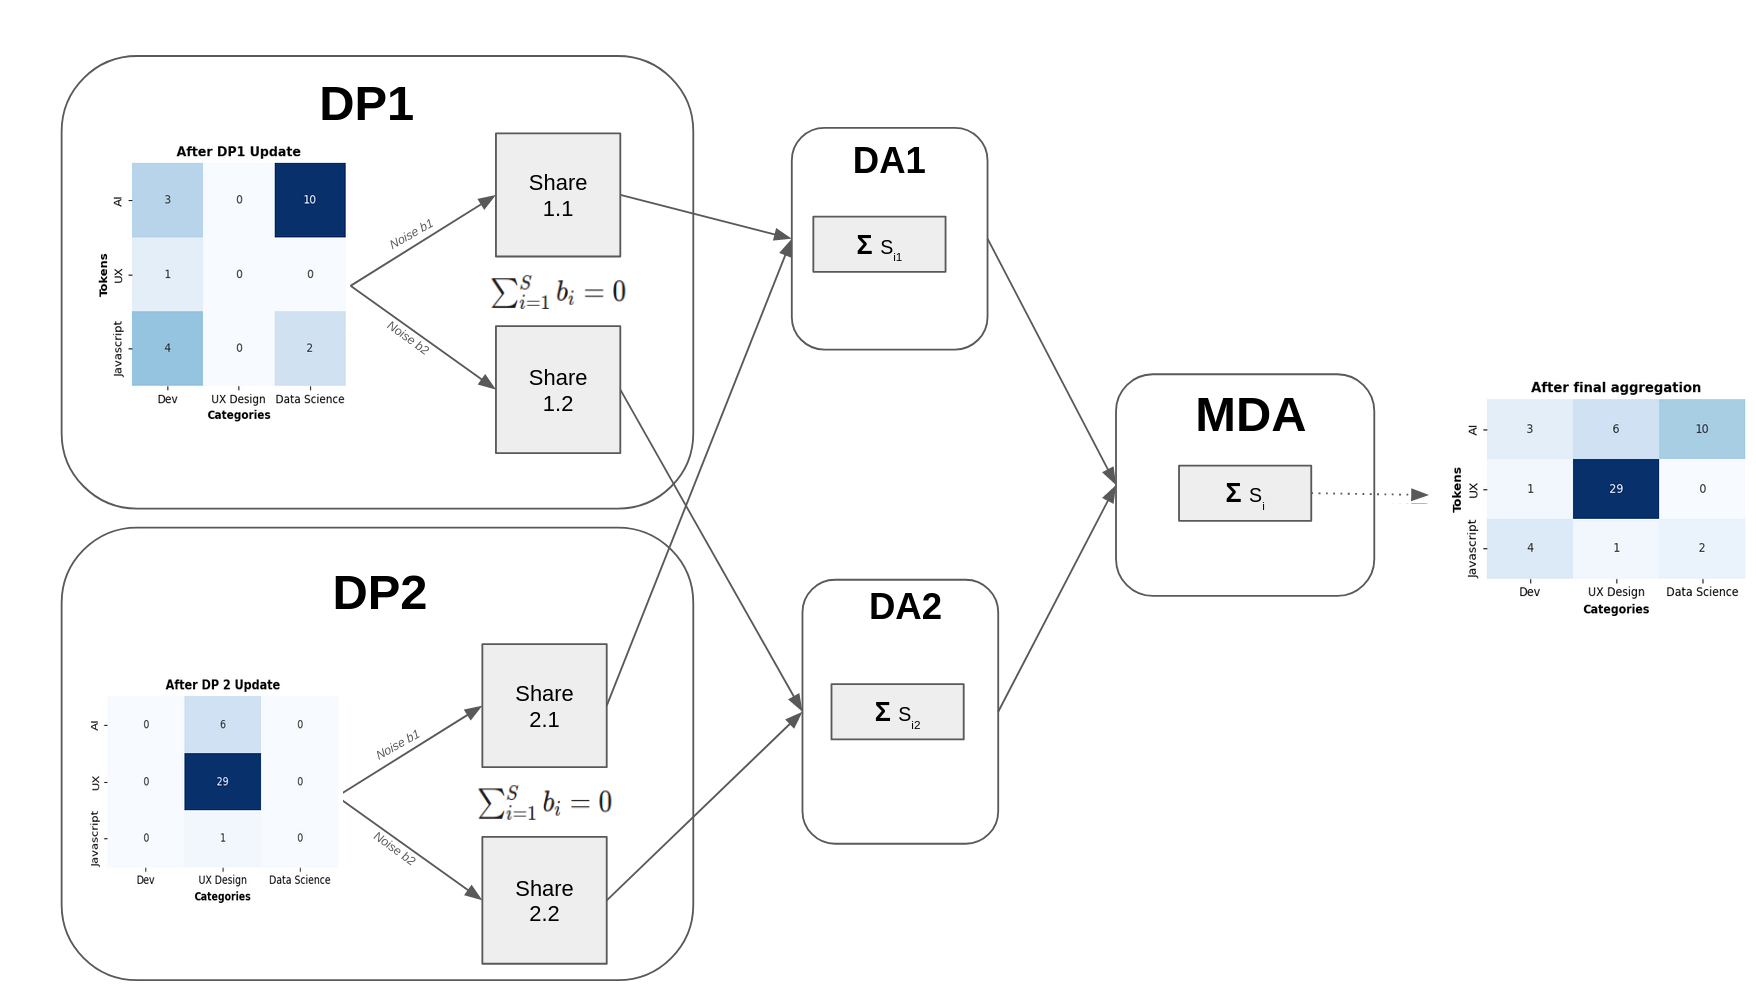 DP1
After DP1 Update
Tokens
AI
3 0 10
UX
1 0 0
Javascript
4 0 2
Dev UX Design Data Science
Categories
Noise b1
Noise b2
Share
1.1
∑_{i=1}^{S} b_i = 0
Share
1.2
DP2
After DP 2 Update
AI
0 6 0
UX
0 29 0
Javascript
0 1 0
Dev UX Design Data Science
Categories
Noise b1
Noise b2
Share
2.1
∑_{i=1}^{S} b_i = 0
Share
2.2
DA1
Σ S_{i1}
DA2
Σ S_{i2}
MDA
Σ S_i
After final aggregation
Tokens
AI
3 6 10
UX
1 29 0
Javascript
4 1 2
Dev UX Design Data Science
Categories